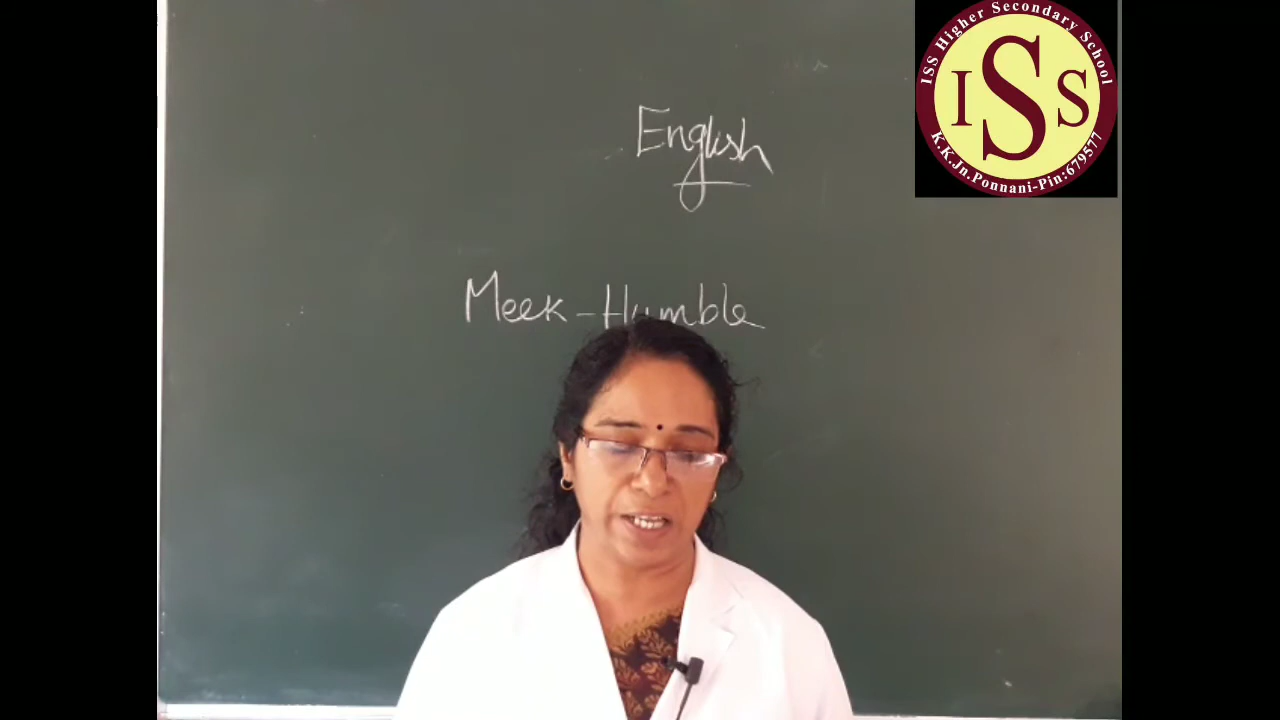 English
Meek-Humble
ISS Higher Secondary School
ISS
K.K.Jn.Ponnani-Pin:679577